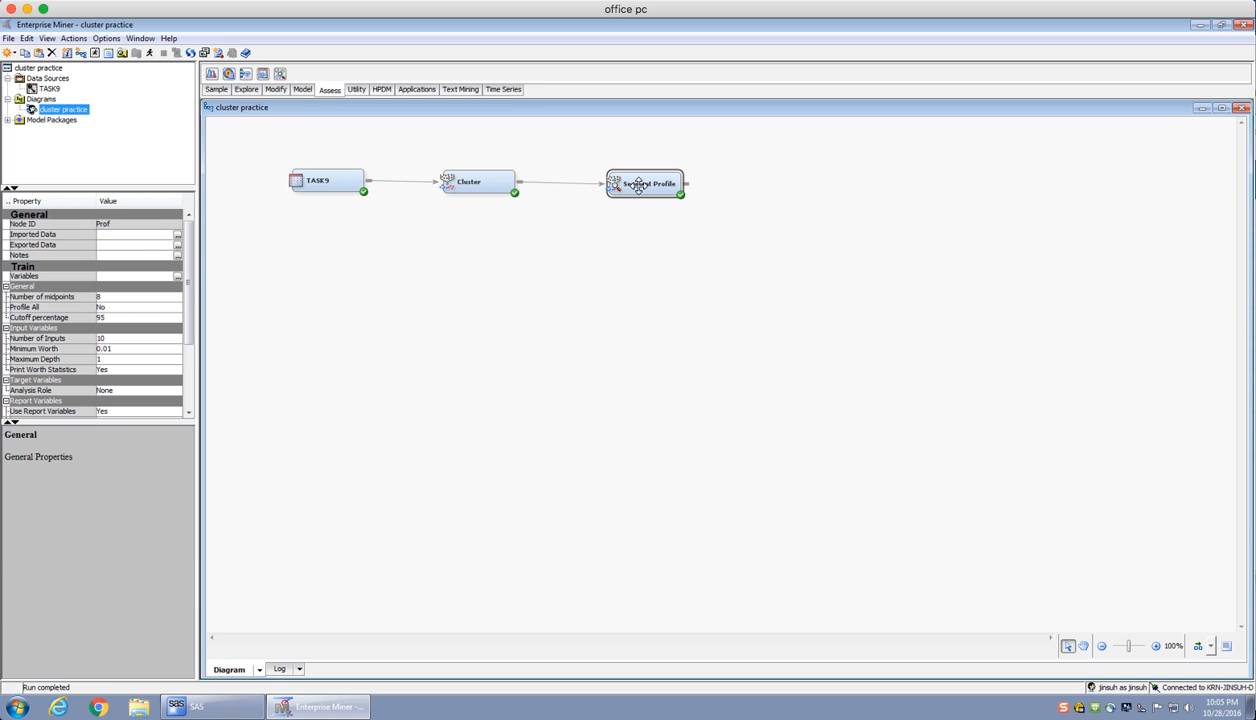 office pc
Enterprise Miner - cluster practice
File Edit View Actions Options Window Help
cluster practice
Data Sources
TASK9
Diagrams
cluster practice
Model Packages
Sample Explore Modify Model Assess Utility HPDM Applications Text Mining Time Series
cluster practice
TASK9
Cluster
Profile
.. Property Value
General
Node ID Prof
Imported Data ...
Exported Data ...
Notes ...
Train
Variables ...
General
Number of midpoints 8
Profile All No
Cutoff percentage 95
Input Variables
Number of Inputs 10
Minimum Worth 0.01
Maximum Depth 1
Print Worth Statistics Yes
Target Variables
Analysis Role None
Report Variables
Use Report Variables Yes
General
General Properties
100%
Diagram Log
Run completed
jinsuh as jinsuh Connected to KRN-JINSUH-D
sas SAS
Enterprise Miner -...
10:05 PM
10/28/2016